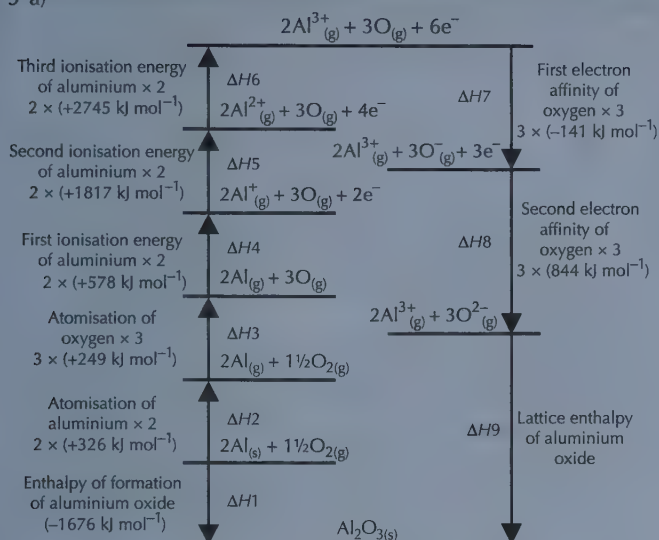 2Al³⁺(g) + 3O(g) + 6e⁻
Third ionisation energy
of aluminium × 2
2 × (+2745 kJ mol⁻¹)
ΔH6
2Al²⁺(g) + 3O(g) + 4e⁻
Second ionisation energy
of aluminium × 2
2 × (+1817 kJ mol⁻¹)
ΔH5
2Al⁺(g) + 3O(g) + 2e⁻
First ionisation energy
of aluminium × 2
2 × (+578 kJ mol⁻¹)
ΔH4
2Al(g) + 3O(g)
Atomisation of
oxygen × 3
3 × (+249 kJ mol⁻¹)
ΔH3
2Al(g) + 1½O2(g)
Atomisation of
aluminium × 2
2 × (+326 kJ mol⁻¹)
ΔH2
2Al(s) + 1½O2(g)
Enthalpy of formation
of aluminium oxide
(–1676 kJ mol⁻¹)
ΔH1
ΔH7
First electron
affinity of
oxygen × 3
3 × (–141 kJ mol⁻¹)
2Al³⁺(g) + 3O⁻(g) + 3e⁻
ΔH8
Second electron
affinity of
oxygen × 3
3 × (844 kJ mol⁻¹)
2Al³⁺(g) + 3O²⁻(g)
ΔH9
Lattice enthalpy
of aluminium
oxide
Al2O3(s)